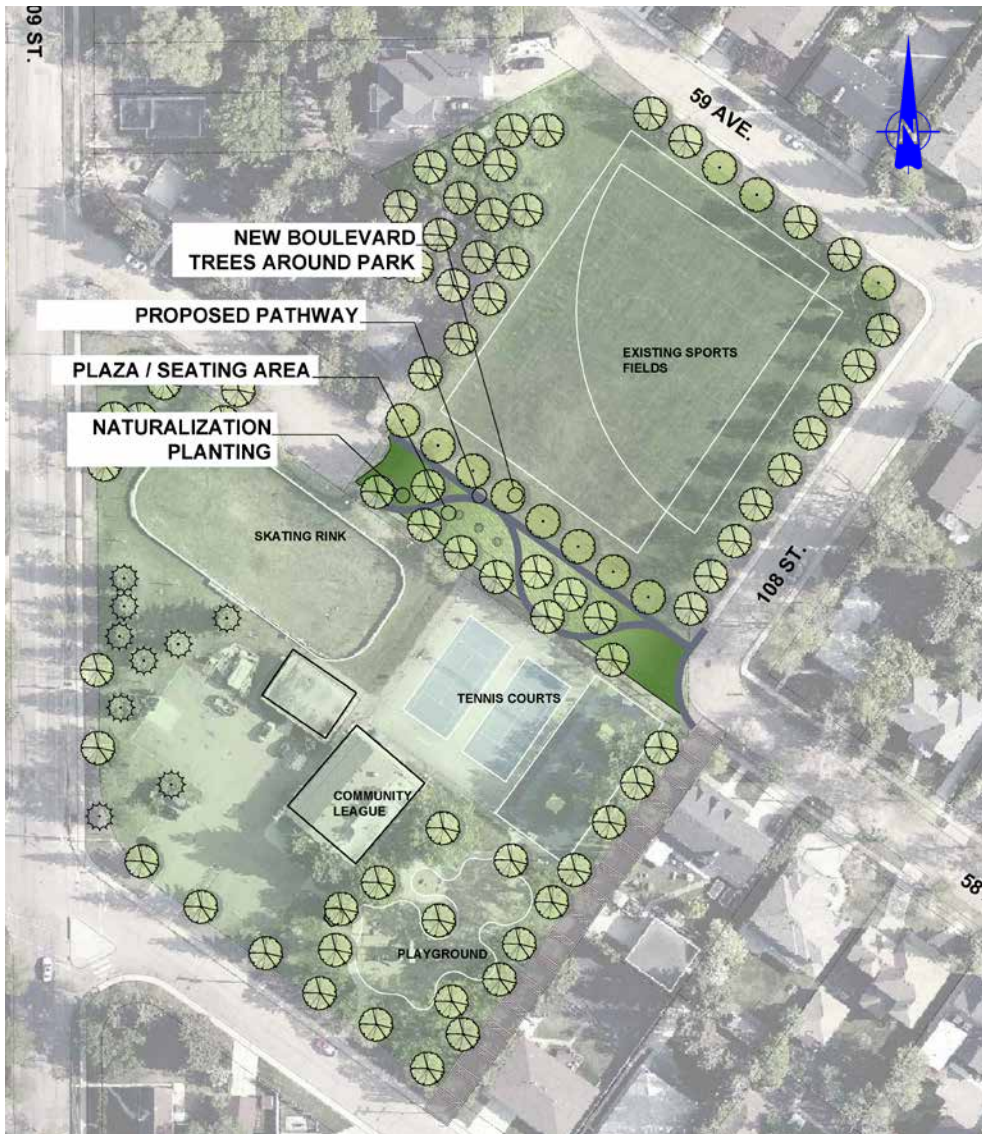 09 ST.
59 AVE.
N
NEW BOULEVARD
TREES AROUND PARK
PROPOSED PATHWAY
EXISTING SPORTS
FIELDS
PLAZA / SEATING AREA
NATURALIZATION
PLANTING
SKATING RINK
108 ST.
TENNIS COURTS
COMMUNITY
LEAGUE
58
PLAYGROUND